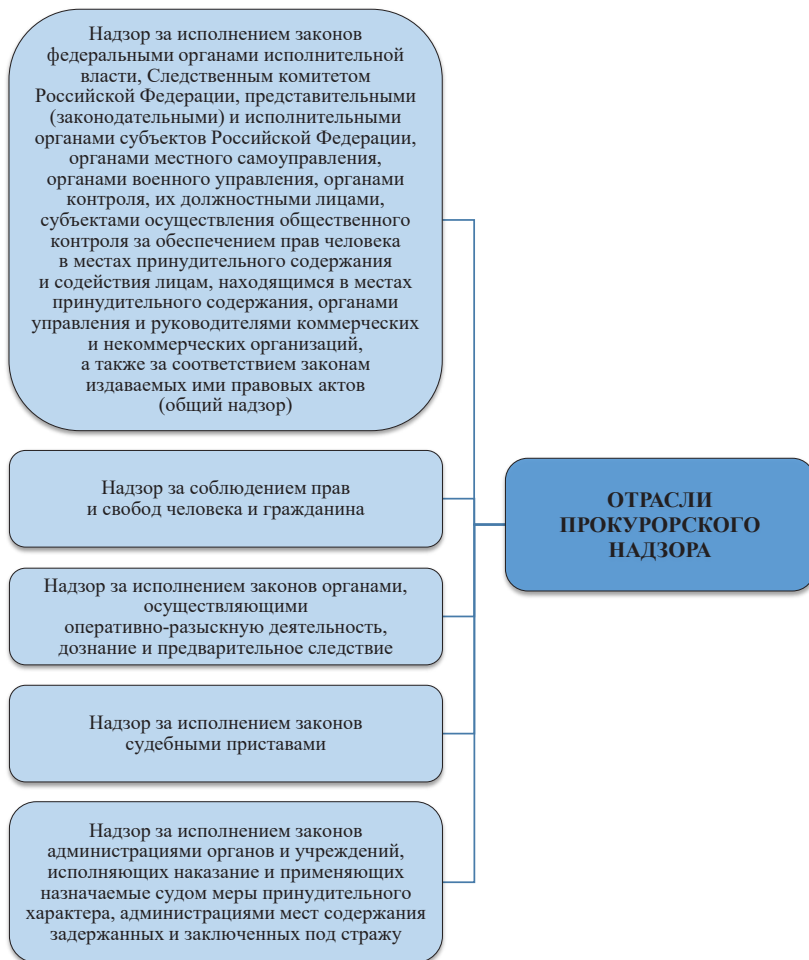 Надзор за исполнением законов
федеральными органами исполнительной
власти, Следственным комитетом
Российской Федерации, представительными
(законодательными) и исполнительными
органами субъектов Российской Федерации,
органами местного самоуправления,
органами военного управления, органами
контроля, их должностными лицами,
субъектами осуществления общественного
контроля за обеспечением прав человека
в местах принудительного содержания
и содействия лицам, находящимся в местах
принудительного содержания, органами
управления и руководителями коммерческих
и некоммерческих организаций,
а также за соответствием законам
издаваемых ими правовых актов
(общий надзор)
Надзор за соблюдением прав
и свобод человека и гражданина
Надзор за исполнением законов органами,
осуществляющими
оперативно-разыскную деятельность,
дознание и предварительное следствие
Надзор за исполнением законов
судебными приставами
Надзор за исполнением законов
администрациями органов и учреждений,
исполняющих наказание и применяющих
назначаемые судом меры принудительного
характера, администрациями мест содержания
задержанных и заключенных под стражу
ОТРАСЛИ
ПРОКУРОРСКОГО
НАДЗОРА